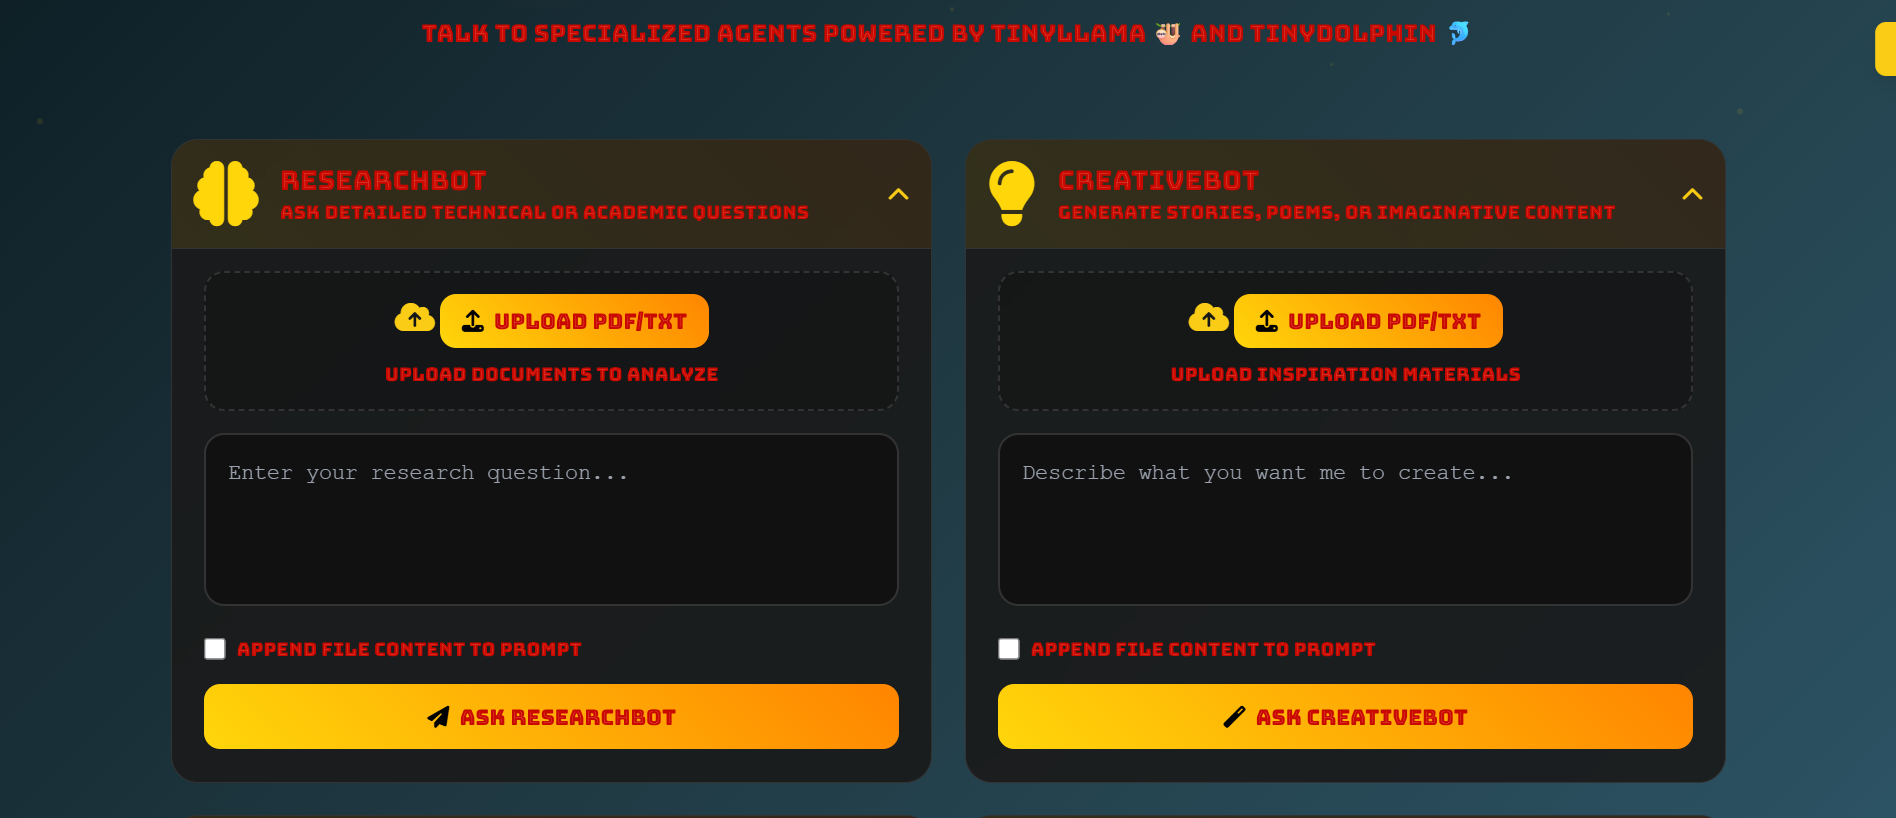 TALK TO SPECIALIZED AGENTS POWERED BY TINYLLAMA 🦥 AND TINYDOLPHIN 🐬
RESEARCHBOT
ASK DETAILED TECHNICAL OR ACADEMIC QUESTIONS
UPLOAD PDF/TXT
UPLOAD DOCUMENTS TO ANALYZE
Enter your research question...
APPEND FILE CONTENT TO PROMPT
ASK RESEARCHBOT
CREATIVEBOT
GENERATE STORIES, POEMS, OR IMAGINATIVE CONTENT
UPLOAD PDF/TXT
UPLOAD INSPIRATION MATERIALS
Describe what you want me to create...
APPEND FILE CONTENT TO PROMPT
ASK CREATIVEBOT